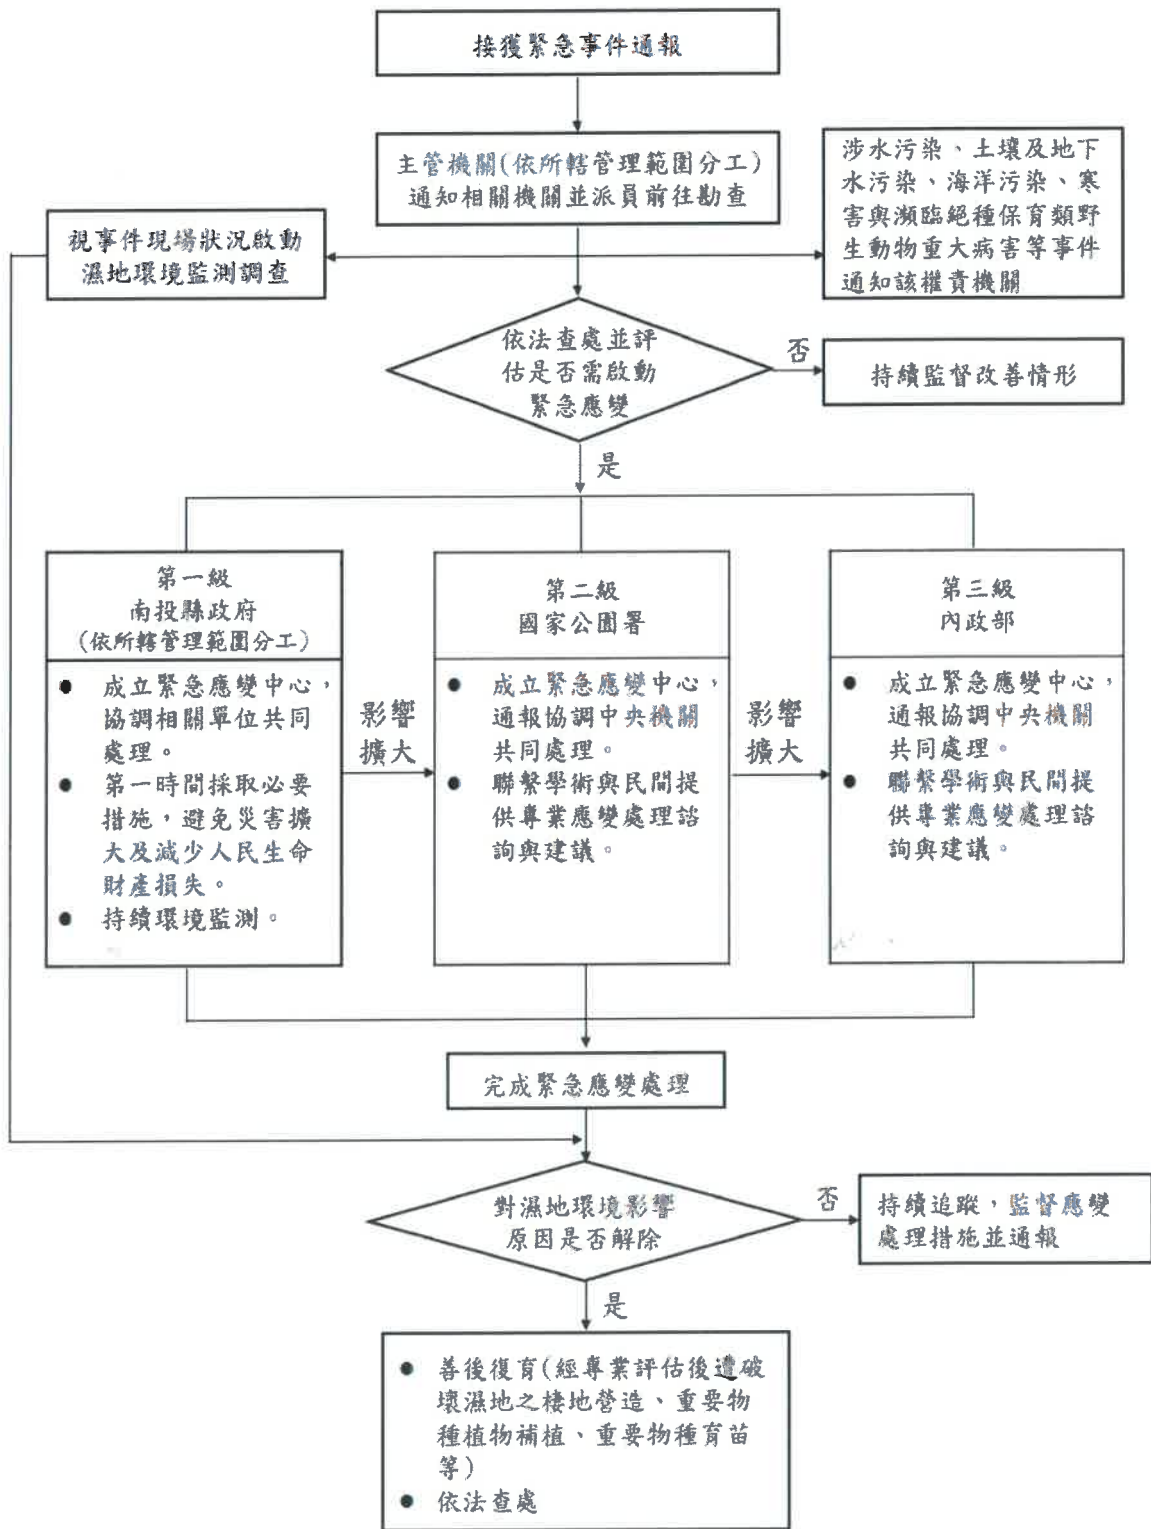 接獲緊急事件通報
主管機關(依所轄管理範圍分工)
通知相關機關並派員前往勘查
涉水污染、土壤及地下
水污染、海洋污染、寒
害與瀕臨絕種保育類野
生動物重大病害等事件
通知該權責機關
視事件現場狀況啟動
濕地環境監測調查
依法查處並評
估是否需啟動
緊急應變
否
持續監督改善情形
是
第一級
南投縣政府
(依所轄管理範圍分工)
● 成立緊急應變中心，
協調相關單位共同
處理。
● 第一時間採取必要
措施，避免災害擴
大及減少人民生命
財產損失。
● 持續環境監測。
影響
擴大
第二級
國家公園署
● 成立緊急應變中心，
通報協調中央機關
共同處理。
● 聯繫學術與民間提
供專業應變處理諮
詢與建議。
影響
擴大
第三級
內政部
● 成立緊急應變中心，
通報協調中央機關
共同處理。
● 聯繫學術與民間提
供專業應變處理諮
詢與建議。
完成緊急應變處理
對濕地環境影響
原因是否解除
否
持續追蹤，監督應變
處理措施並通報
是
● 善後復育(經專業評估後遭破
壞濕地之棲地營造、重要物
種植物補植、重要物種育苗
等)
● 依法查處